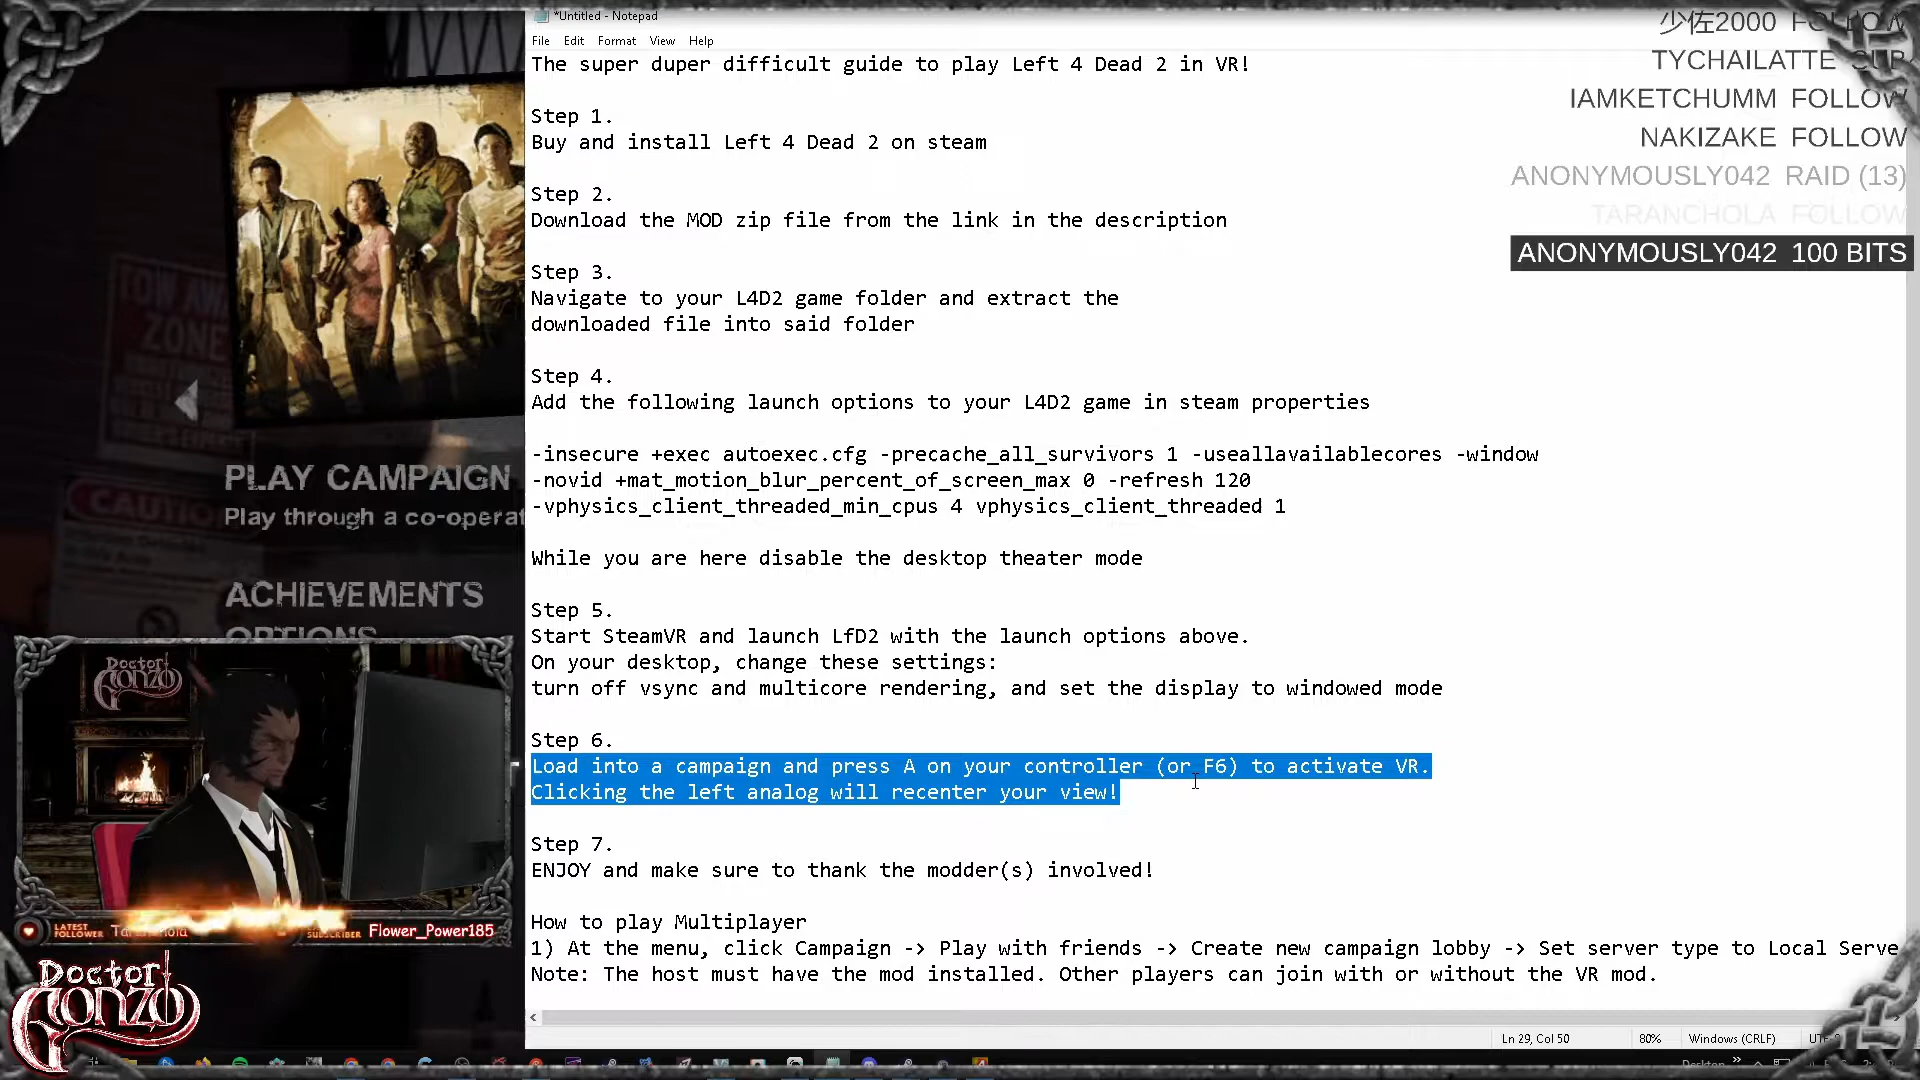 *Untitled - Notepad
File Edit Format View Help
The super duper difficult guide to play Left 4 Dead 2 in VR!
Step 1.
Buy and install Left 4 Dead 2 on steam
Step 2.
Download the MOD zip file from the link in the description
Step 3.
Navigate to your L4D2 game folder and extract the
downloaded file into said folder
Step 4.
Add the following launch options to your L4D2 game in steam properties
-insecure +exec autoexec.cfg -precache_all_survivors 1 -useallavailablecores -window
-novid +mat_motion_blur_percent_of_screen_max 0 -refresh 120
-vphysics_client_threaded_min_cpus 4 vphysics_client_threaded 1
While you are here disable the desktop theater mode
Step 5.
Start SteamVR and launch LfD2 with the launch options above.
On your desktop, change these settings:
turn off vsync and multicore rendering, and set the display to windowed mode
Step 6.
Load into a campaign and press A on your controller (or F6) to activate VR.
Clicking the left analog will recenter your view!
Step 7.
ENJOY and make sure to thank the modder(s) involved!
How to play Multiplayer
1) At the menu, click Campaign -> Play with friends -> Create new campaign lobby -> Set server type to Local Serve
Note: The host must have the mod installed. Other players can join with or without the VR mod.
Ln 29, Col 50 80% Windows (CRLF)
少佐2000 FOLLOW
TYCHAILATTE
IAMKETCHUMM FOLLOW
NAKIZAKE FOLLOW
ANONYMOUSLY042 RAID (13)
TARANCHOLA FOLLOW
ANONYMOUSLY042 100 BITS
PLAY CAMPAIGN
Play through a co-operat
ACHIEVEMENTS
OPTIONS
Doctor
Gonzo
LATEST
FOLLOWER
SUBSCRIBER Flower_Power185
Doctor
Gonzo